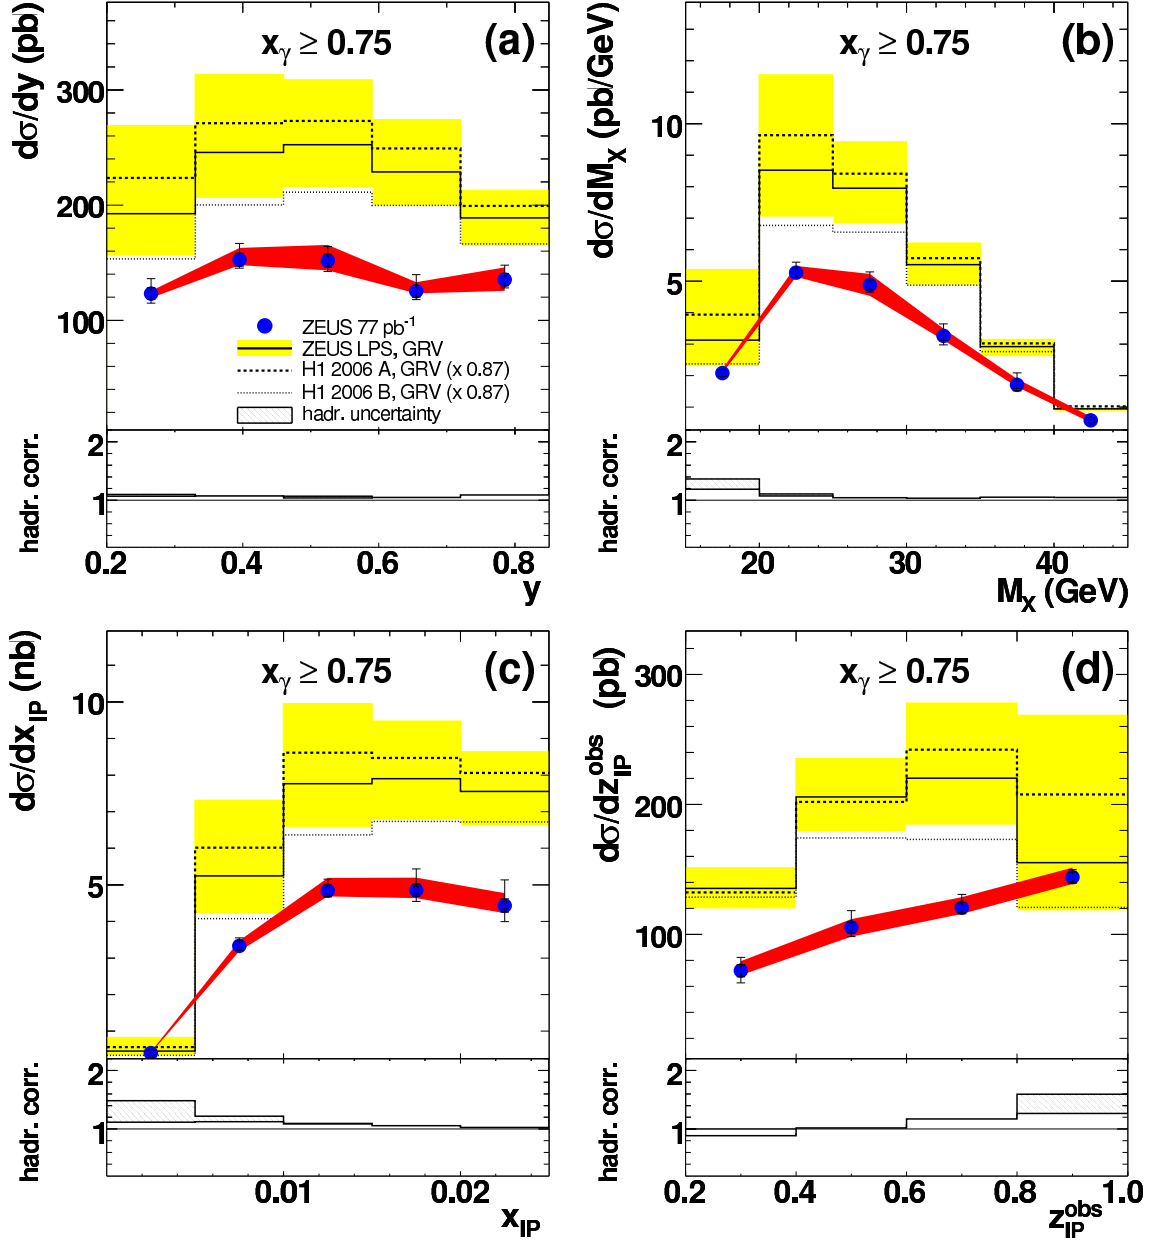 xγ ≥ 0.75 (a)
dσ/dy (pb)
300
200
100
ZEUS 77 pb⁻¹
ZEUS LPS, GRV
H1 2006 A, GRV (x 0.87)
H1 2006 B, GRV (x 0.87)
hadr. uncertainty
hadr. corr.
2
1
0.2 0.4 0.6 0.8
y
xγ ≥ 0.75 (b)
dσ/dM_X (pb/GeV)
10
5
hadr. corr.
2
1
20 30 40
M_X (GeV)
xγ ≥ 0.75 (c)
dσ/dx_IP (nb)
10
5
hadr. corr.
2
1
0.01 0.02
x_IP
xγ ≥ 0.75 (d)
dσ/dz_IP^obs (pb)
300
200
100
hadr. corr.
2
1
0.2 0.4 0.6 0.8 1.0
z_IP^obs